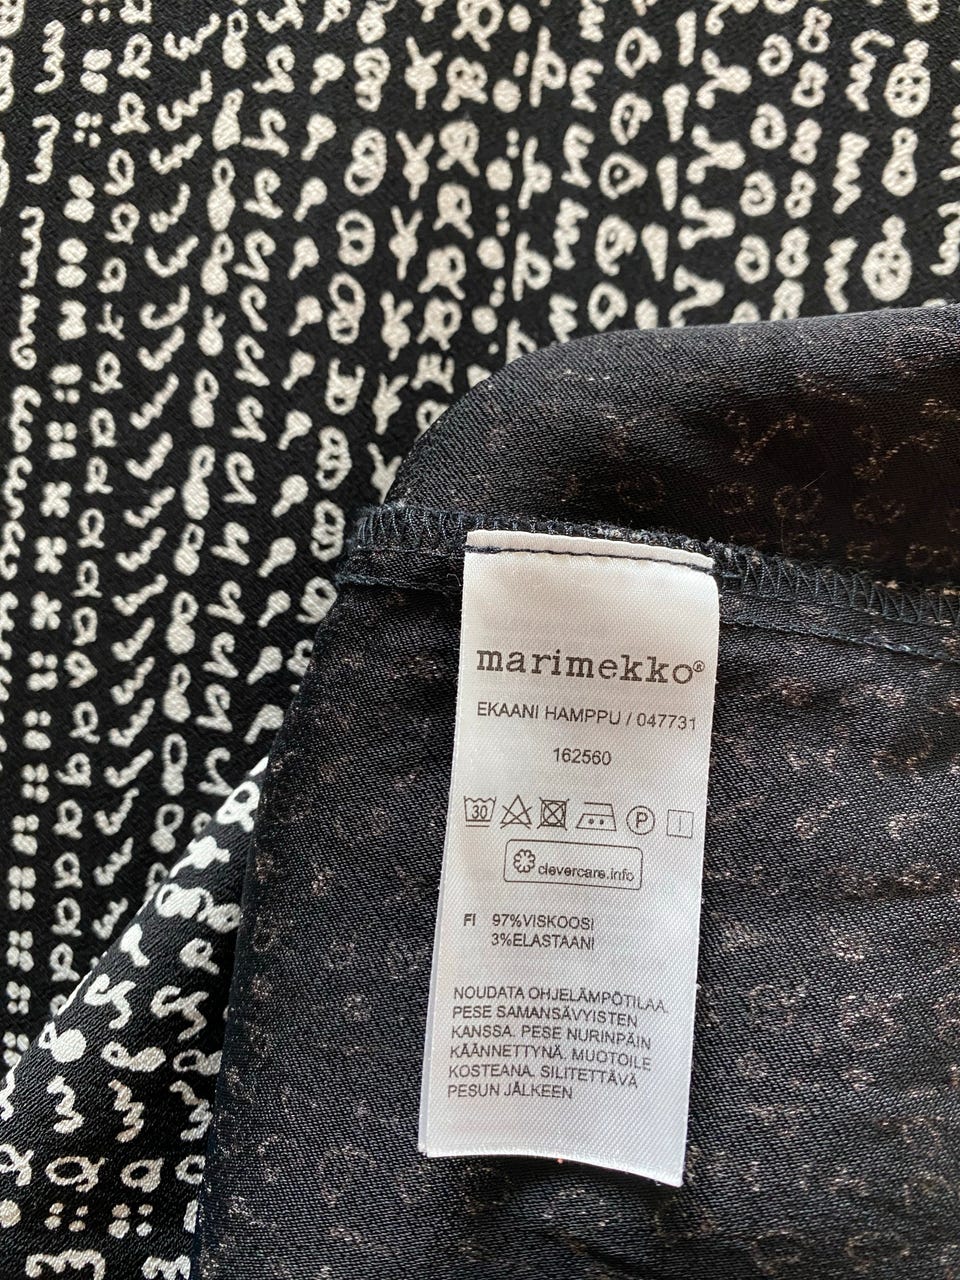 marimekko®
EKAANI HAMPPU / 047731
162560
30 P
clevercare.info
FI 97%VISKOOSI
3%ELASTAANI
NOUDATA OHJELÄMPÖTILAA.
PESE SAMANSÄVYISTEN
KANSSA. PESE NURINPÄIN
KÄÄNNETTYNÄ. MUOTOILE
KOSTEANA. SILITETTÄVÄ
PESUN JÄLKEEN